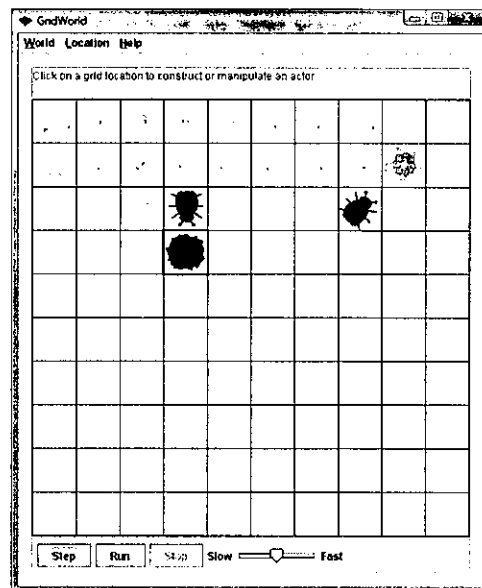 GridWorld
World Location Help
Click on a grid location to construct or manipulate an actor
Step Run Stop Slow Fast